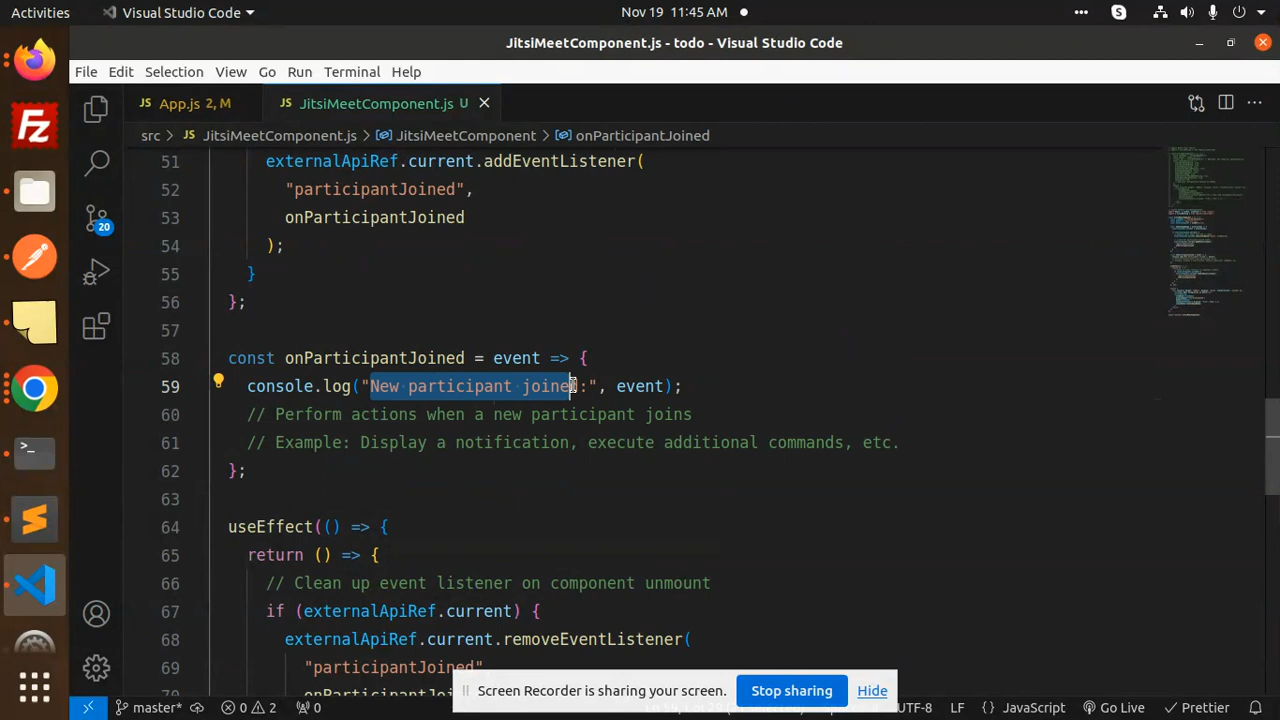 Activities
Visual Studio Code
Nov 19 11:45 AM
JitsiMeetComponent.js - todo - Visual Studio Code
File Edit Selection View Go Run Terminal Help
JS App.js 2, M
JS JitsiMeetComponent.js U
src > JS JitsiMeetComponent.js > JitsiMeetComponent > onParticipantJoined
51 externalApiRef.current.addEventListener(
52 "participantJoined",
53 onParticipantJoined
54 );
55 }
56 };
57
58 const onParticipantJoined = event => {
59 console.log("New participant joined:", event);
60 // Perform actions when a new participant joins
61 // Example: Display a notification, execute additional commands, etc.
62 };
63
64 useEffect(() => {
65 return () => {
66 // Clean up event listener on component unmount
67 if (externalApiRef.current) {
68 externalApiRef.current.removeEventListener(
69 "participantJoined"
20
Screen Recorder is sharing your screen.
Stop sharing
Hide
master
0 2
0
UTF-8
LF
{} JavaScript
Go Live
Prettier